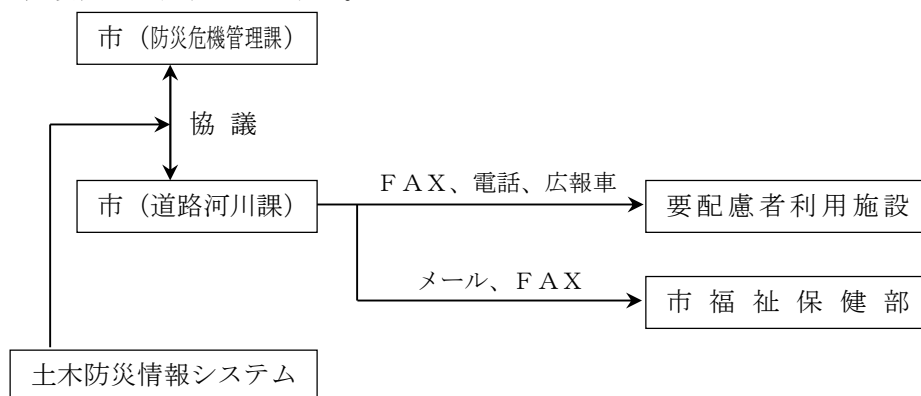 市（防災危機管理課）
協 議
市（道路河川課）
ＦＡＸ、電話、広報車
要配慮者利用施設
メール、ＦＡＸ
市 福 祉 保 健 部
土木防災情報システム